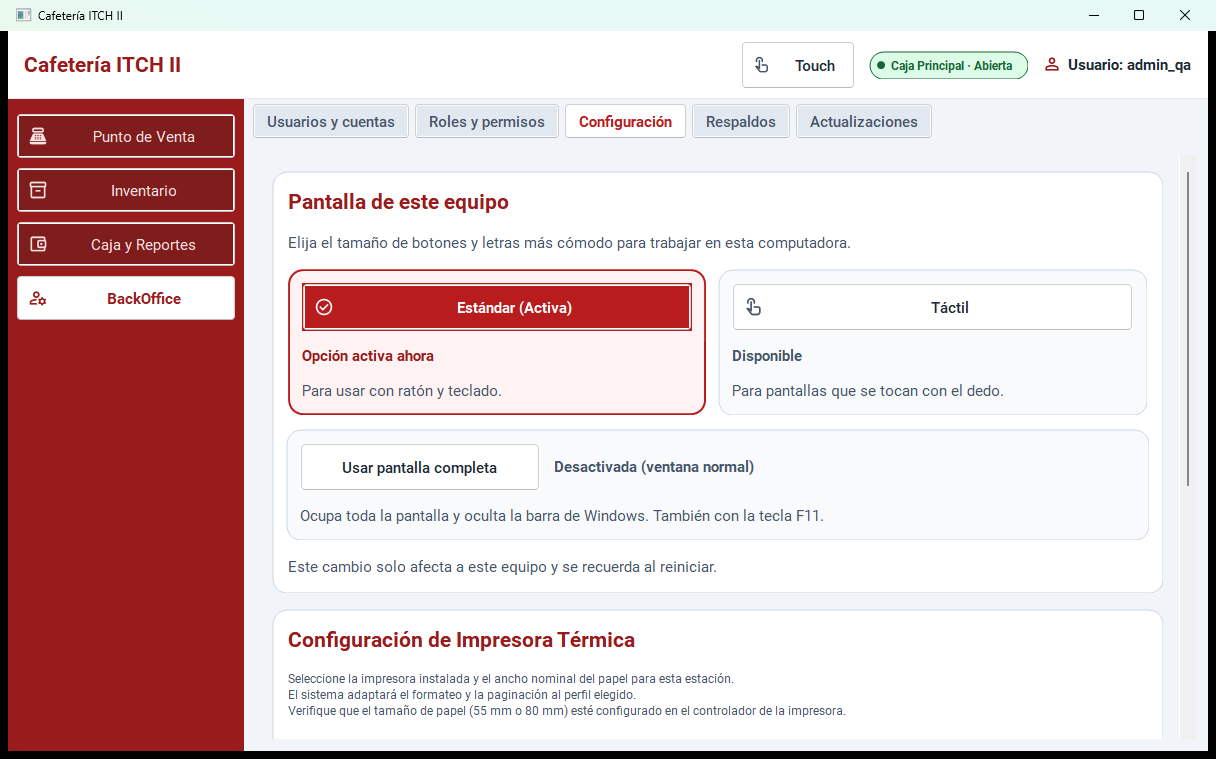 Cafetería ITCH II
Cafetería ITCH II
Touch
Caja Principal · Abierta
Usuario: admin_qa
Punto de Venta
Inventario
Caja y Reportes
BackOffice
Usuarios y cuentas
Roles y permisos
Configuración
Respaldos
Actualizaciones
Pantalla de este equipo
Elija el tamaño de botones y letras más cómodo para trabajar en esta computadora.
Estándar (Activa)
Opción activa ahora
Para usar con ratón y teclado.
Táctil
Disponible
Para pantallas que se tocan con el dedo.
Usar pantalla completa
Desactivada (ventana normal)
Ocupa toda la pantalla y oculta la barra de Windows. También con la tecla F11.
Este cambio solo afecta a este equipo y se recuerda al reiniciar.
Configuración de Impresora Térmica
Seleccione la impresora instalada y el ancho nominal del papel para esta estación.
El sistema adaptará el formateo y la paginación al perfil elegido.
Verifique que el tamaño de papel (55 mm o 80 mm) esté configurado en el controlador de la impresora.